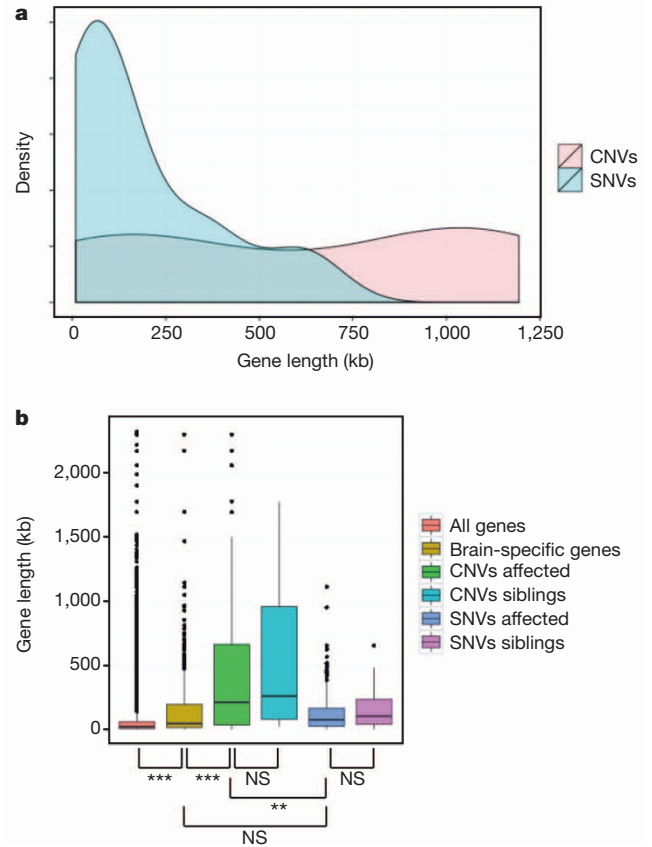 a
Density
CNVs
SNVs
0 250 500 750 1,000 1,250
Gene length (kb)
b
Gene length (kb)
2,000
1,500
1,000
500
0
All genes
Brain-specific genes
CNVs affected
CNVs siblings
SNVs affected
SNVs siblings
*** *** NS NS
**
NS